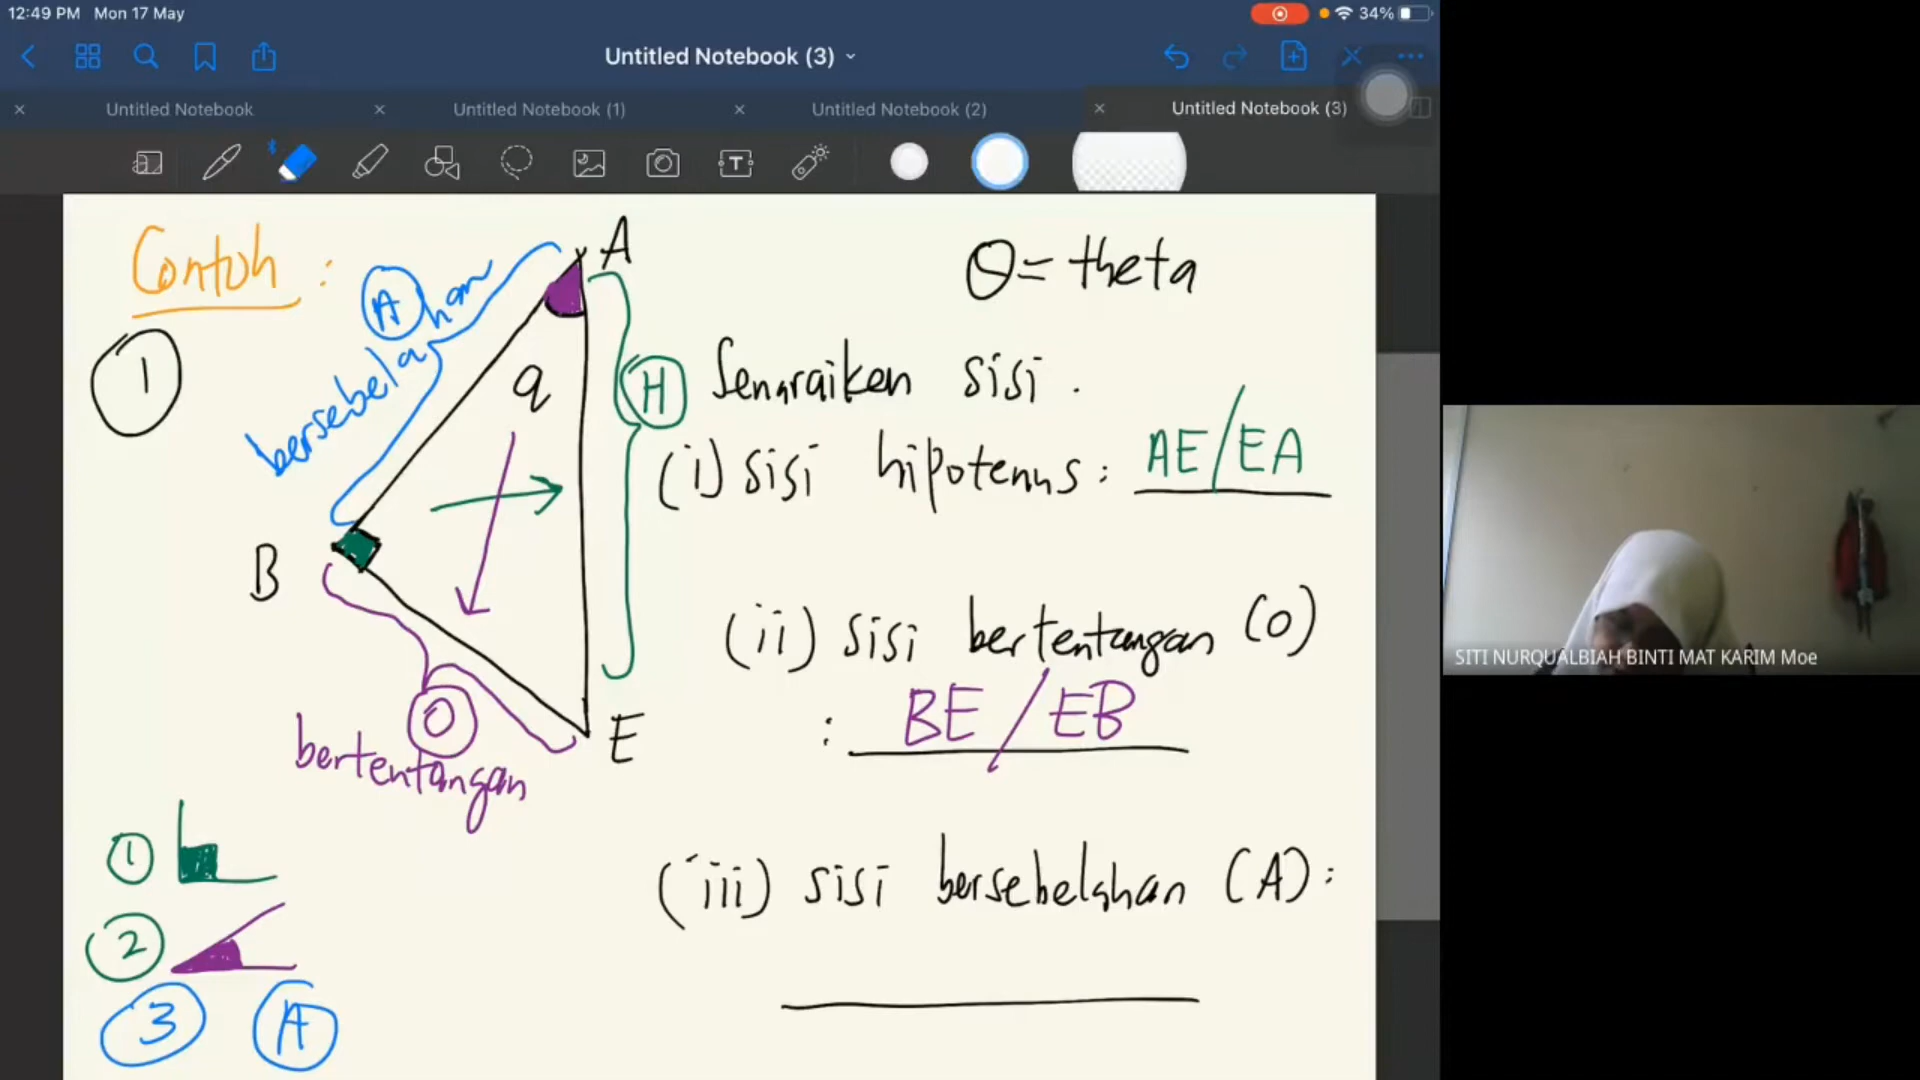 12:49 PM Mon 17 May
34%
Untitled Notebook (3)
Untitled Notebook
Untitled Notebook (1)
Untitled Notebook (2)
Untitled Notebook (3)
T
Contoh :
A
θ = theta
1
A
bersebelahan
q
H
Senaraikan sisi.
(i) sisi hipotenus : AE/EA
B
(ii) sisi bertentangan (O)
: BE/EB
O
E
bertentangan
1
(iii) sisi bersebelahan (A) :
2
3 A
SITI NURQUALBIAH BINTI MAT KARIM Moe